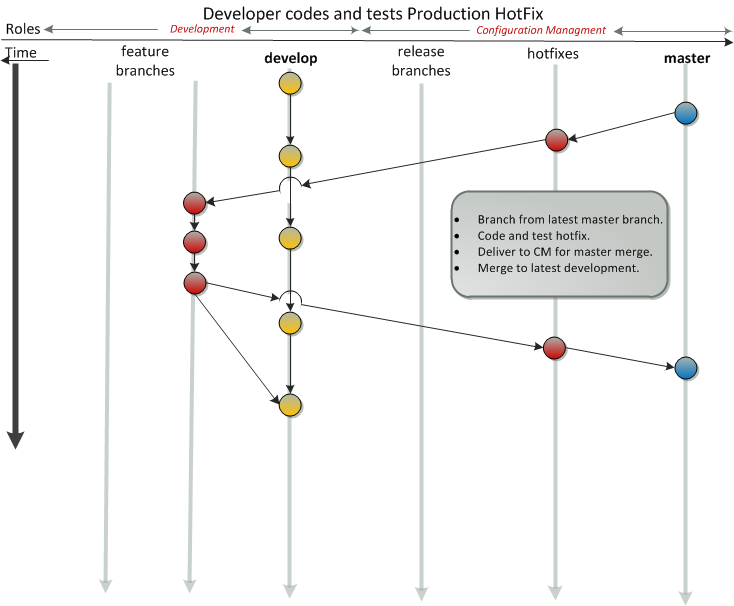 Developer codes and tests Production HotFix
Roles
Development
Configuration Managment
Time
feature
branches
develop
release
branches
hotfixes
master
• Branch from latest master branch.
• Code and test hotfix.
• Deliver to CM for master merge.
• Merge to latest development.